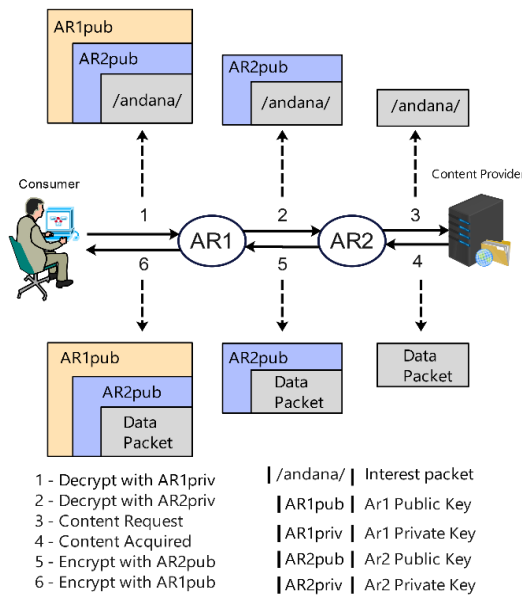 AR1pub
AR2pub
/andana/
AR2pub
/andana/
/andana/
Consumer
Content Provider
1
2
3
AR1
AR2
6
5
4
AR1pub
AR2pub
Data
Packet
AR2pub
Data
Packet
Data
Packet
1 - Decrypt with AR1priv
2 - Decrypt with AR2priv
3 - Content Request
4 - Content Acquired
5 - Encrypt with AR2pub
6 - Encrypt with AR1pub
|/andana/ | Interest packet
|AR1pub | Ar1 Public Key
|AR1priv | Ar1 Private Key
|AR2pub | Ar2 Public Key
|AR2priv | Ar2 Private Key